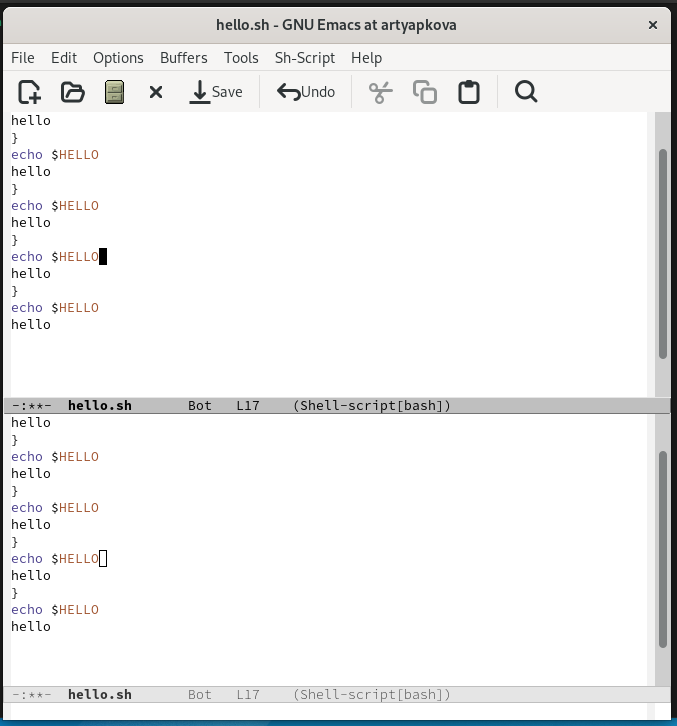 hello.sh - GNU Emacs at artyapkova
File Edit Options Buffers Tools Sh-Script Help
Save Undo
hello
}
echo $HELLO
hello
}
echo $HELLO
hello
}
echo $HELLO
hello
}
echo $HELLO
hello
-:**- hello.sh Bot L17 (Shell-script[bash])
hello
}
echo $HELLO
hello
}
echo $HELLO
hello
}
echo $HELLO
hello
}
echo $HELLO
hello
-:**- hello.sh Bot L17 (Shell-script[bash])